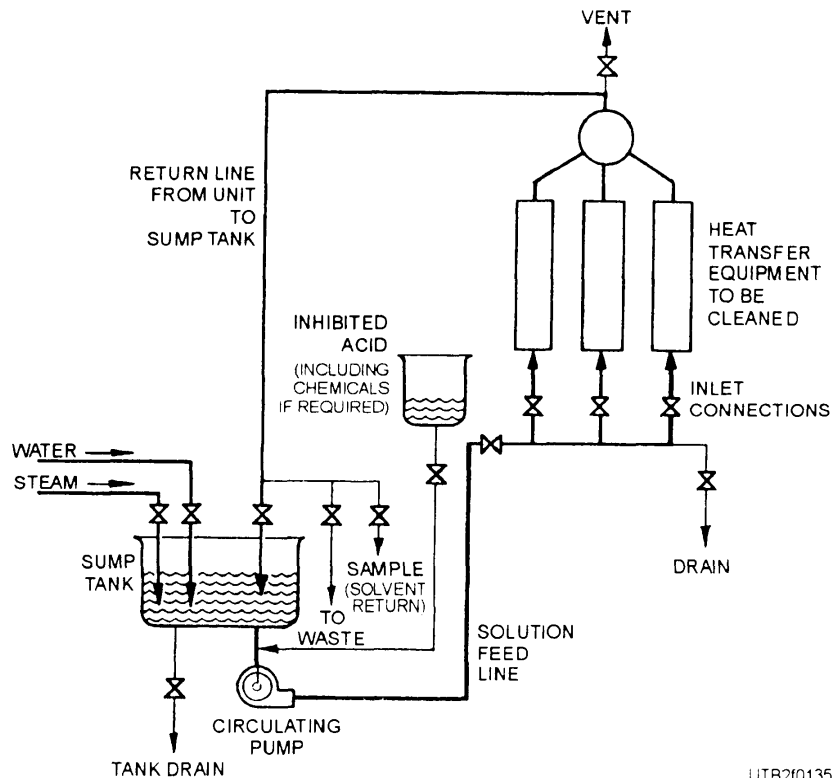 VENT
RETURN LINE
FROM UNIT
TO
SUMP TANK
HEAT
TRANSFER
EQUIPMENT
TO BE
CLEANED
INHIBITED
ACID
(INCLUDING
CHEMICALS
IF REQUIRED)
INLET
CONNECTIONS
WATER
STEAM
SUMP
TANK
SAMPLE
(SOLVENT
RETURN)
TO
WASTE
DRAIN
SOLUTION
FEED
LINE
CIRCULATING
PUMP
TANK DRAIN
UTB2f0135